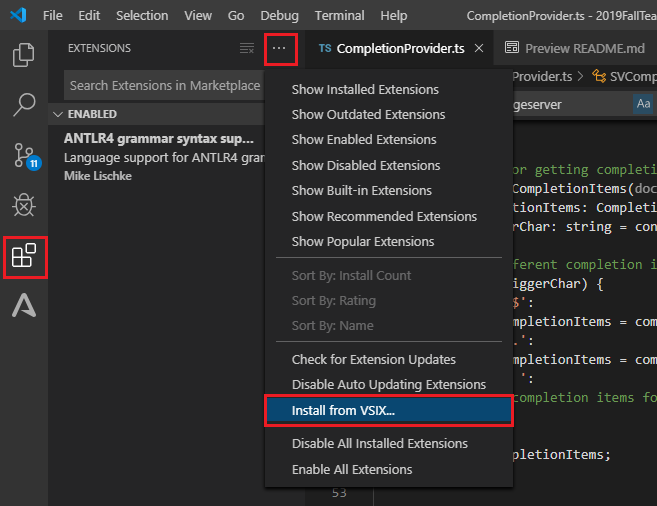 File Edit Selection View Go Debug Terminal Help CompletionProvider.ts - 2019FallTea
EXTENSIONS
TS CompletionProvider.ts
Preview README.md
Search Extensions in Marketplace
Provider.ts > SVComp
ENABLED
geserver Aa
ANTLR4 grammar syntax sup...
Language support for ANTLR4 gran
Mike Lischke
11
Show Installed Extensions
Show Outdated Extensions
Show Enabled Extensions
Show Disabled Extensions
Show Built-in Extensions
Show Recommended Extensions
Show Popular Extensions
Sort By: Install Count
Sort By: Rating
Sort By: Name
Check for Extension Updates
Disable Auto Updating Extensions
Install from VSIX...
Disable All Installed Extensions
Enable All Extensions
or getting completi
CompletionItems(doc
tionItems: Completi
rChar: string = con
ferent completion i
iggerChar) {
$':
mpletionItems = com
.':
mpletionItems = com
':
completion items fo
mpletionItems;
53